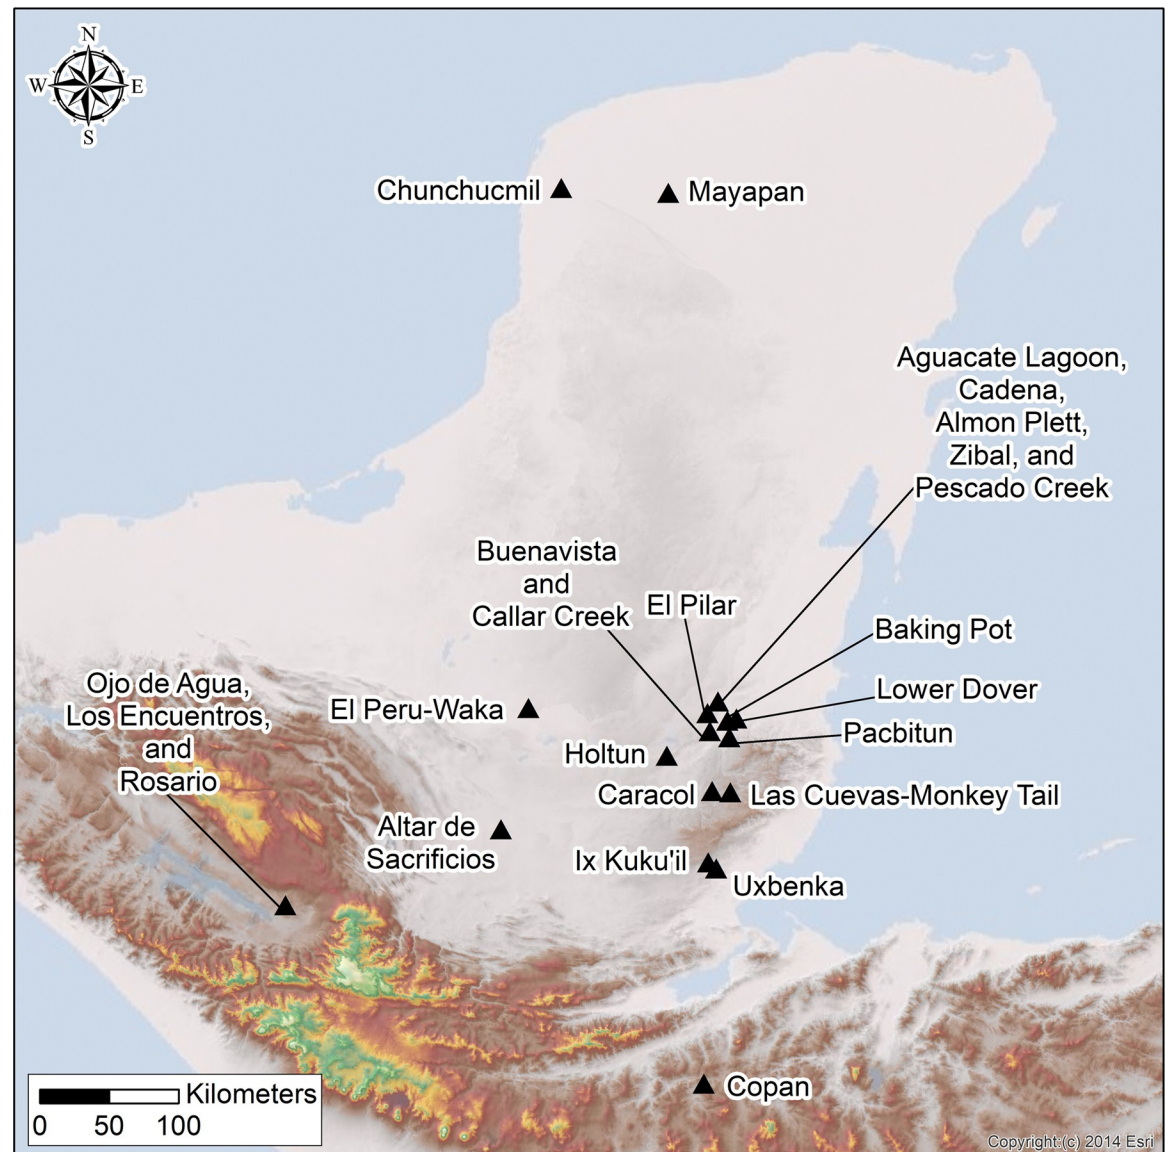 N
W E
S
Chunchucmil
Mayapan
Aguacate Lagoon,
Cadena,
Almon Plett,
Zibal, and
Pescado Creek
Buenavista
and
Callar Creek
El Pilar
Baking Pot
Lower Dover
Pacbitun
Ojo de Agua,
Los Encuentros,
and
Rosario
El Peru-Waka
Holtun
Caracol
Las Cuevas-Monkey Tail
Altar de
Sacrificios
Ix Kuku'il
Uxbenka
Copan
Kilometers
0 50 100
Copyright:(c) 2014 Esri